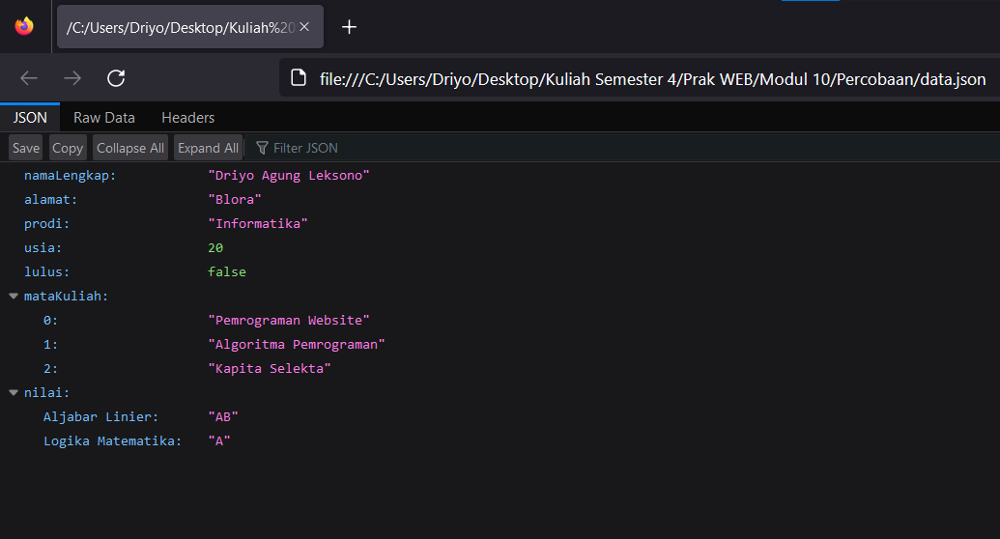 /C:/Users/Driyo/Desktop/Kuliah%20
file:///C:/Users/Driyo/Desktop/Kuliah Semester 4/Prak WEB/Modul 10/Percobaan/data.json
JSON Raw Data Headers
Save Copy Collapse All Expand All Filter JSON
namaLengkap: "Driyo Agung Leksono"
alamat: "Blora"
prodi: "Informatika"
usia: 20
lulus: false
mataKuliah:
0: "Pemrograman Website"
1: "Algoritma Pemrograman"
2: "Kapita Selekta"
nilai:
Aljabar Linier: "AB"
Logika Matematika: "A"